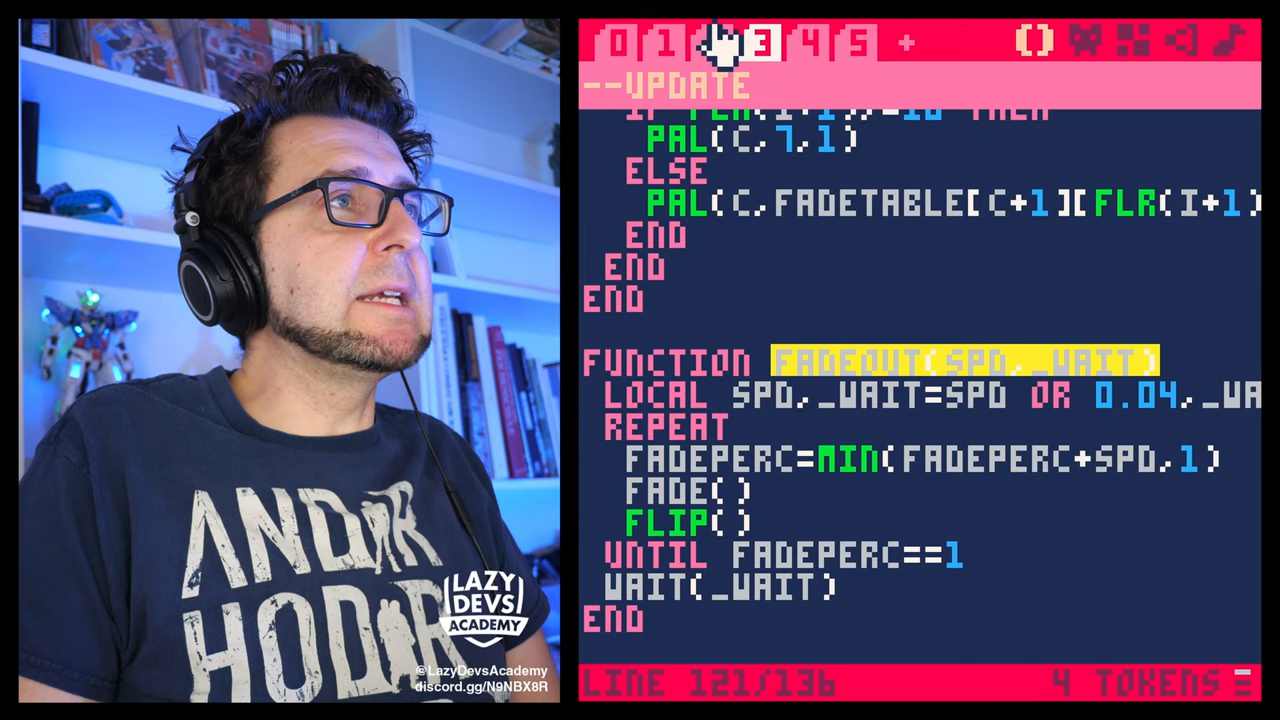 ANDOR
HODOR
LAZY
DEVS
ACADEMY
@LazyDevsAcademy
discord.gg/N9NBX8R
0 1 3 4 5 +
--UPDATE
PAL(C,7,1)
ELSE
PAL(C,FADETABLE[C+1][FLR(I+1)
END
END
END
FUNCTION FADEOUT(SPD,_WAIT)
LOCAL SPD,_WAIT=SPD OR 0.04,_WA
REPEAT
FADEPERC=MIN(FADEPERC+SPD,1)
FADE()
FLIP()
UNTIL FADEPERC==1
WAIT(_WAIT)
END
LINE 121/136 4 TOKENS